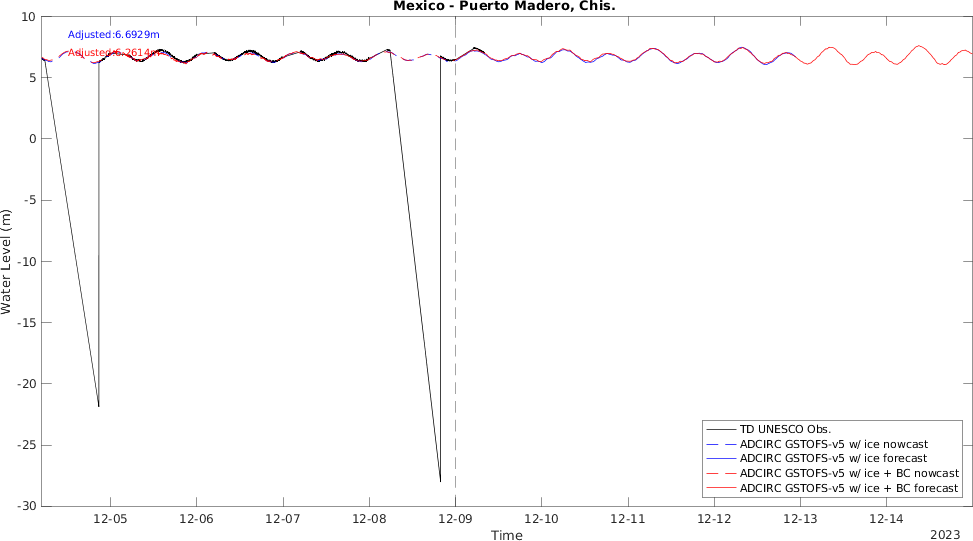 Mexico - Puerto Madero, Chis.
Adjusted:6.6929m
Adjusted:6.2614m
10
5
0
-5
-10
-15
-20
-25
-30
Water Level (m)
12-05
12-06
12-07
12-08
12-09
12-10
12-11
12-12
12-13
12-14
Time
2023
TD UNESCO Obs.
ADCIRC GSTOFS-v5 w/ ice nowcast
ADCIRC GSTOFS-v5 w/ ice forecast
ADCIRC GSTOFS-v5 w/ ice + BC nowcast
ADCIRC GSTOFS-v5 w/ ice + BC forecast